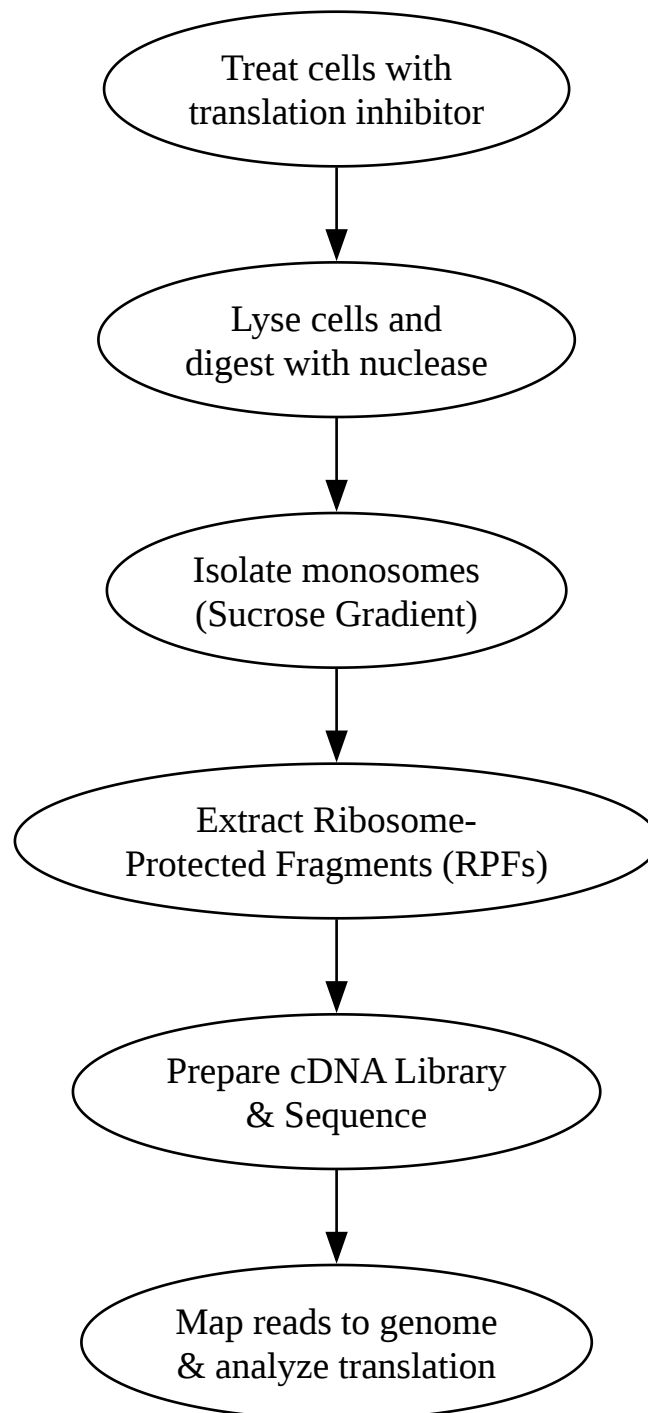 Treat cells with
translation inhibitor
Lyse cells and
digest with nuclease
Isolate monosomes
(Sucrose Gradient)
Extract Ribosome-
Protected Fragments (RPFs)
Prepare cDNA Library
& Sequence
Map reads to genome
& analyze translation